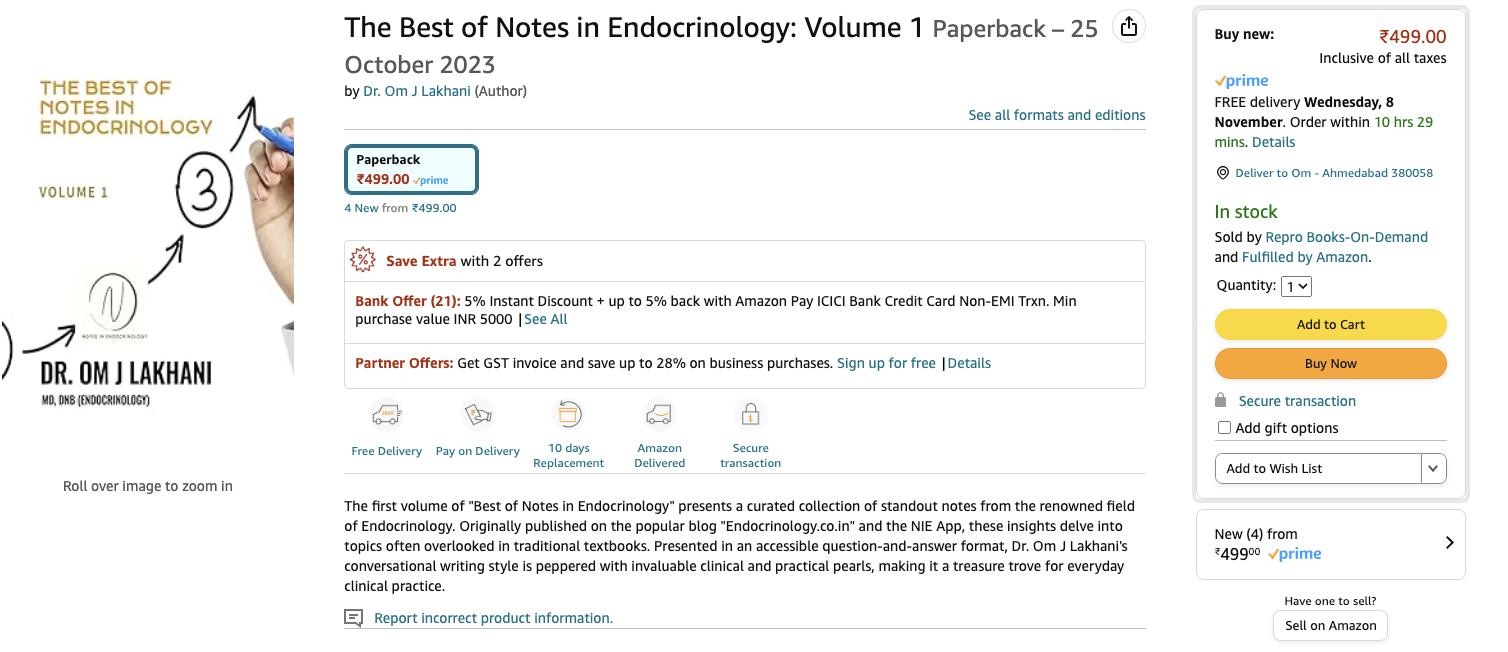 THE BEST OF
NOTES IN
ENDOCRINOLOGY
VOLUME 1
3
N
NOTES IN ENDOCRINOLOGY
DR. OM J LAKHANI
MD, DNB (ENDOCRINOLOGY)
Roll over image to zoom in
The Best of Notes in Endocrinology: Volume 1 Paperback – 25
October 2023
by Dr. Om J Lakhani (Author)
See all formats and editions
Paperback
₹499.00 prime
4 New from ₹499.00
% Save Extra with 2 offers
Bank Offer (21): 5% Instant Discount + up to 5% back with Amazon Pay ICICI Bank Credit Card Non-EMI Trxn. Min
purchase value INR 5000 | See All
Partner Offers: Get GST invoice and save up to 28% on business purchases. Sign up for free | Details
Free Delivery
Pay on Delivery
10 days
Replacement
Amazon
Delivered
Secure
transaction
The first volume of "Best of Notes in Endocrinology" presents a curated collection of standout notes from the renowned field
of Endocrinology. Originally published on the popular blog "Endocrinology.co.in" and the NIE App, these insights delve into
topics often overlooked in traditional textbooks. Presented in an accessible question-and-answer format, Dr. Om J Lakhani's
conversational writing style is peppered with invaluable clinical and practical pearls, making it a treasure trove for everyday
clinical practice.
Report incorrect product information.
Buy new: ₹499.00
Inclusive of all taxes
prime
FREE delivery Wednesday, 8
November. Order within 10 hrs 29
mins. Details
Deliver to Om - Ahmedabad 380058
In stock
Sold by Repro Books-On-Demand
and Fulfilled by Amazon.
Quantity: 1
Add to Cart
Buy Now
Secure transaction
Add gift options
Add to Wish List
New (4) from
₹49900 prime
Have one to sell?
Sell on Amazon